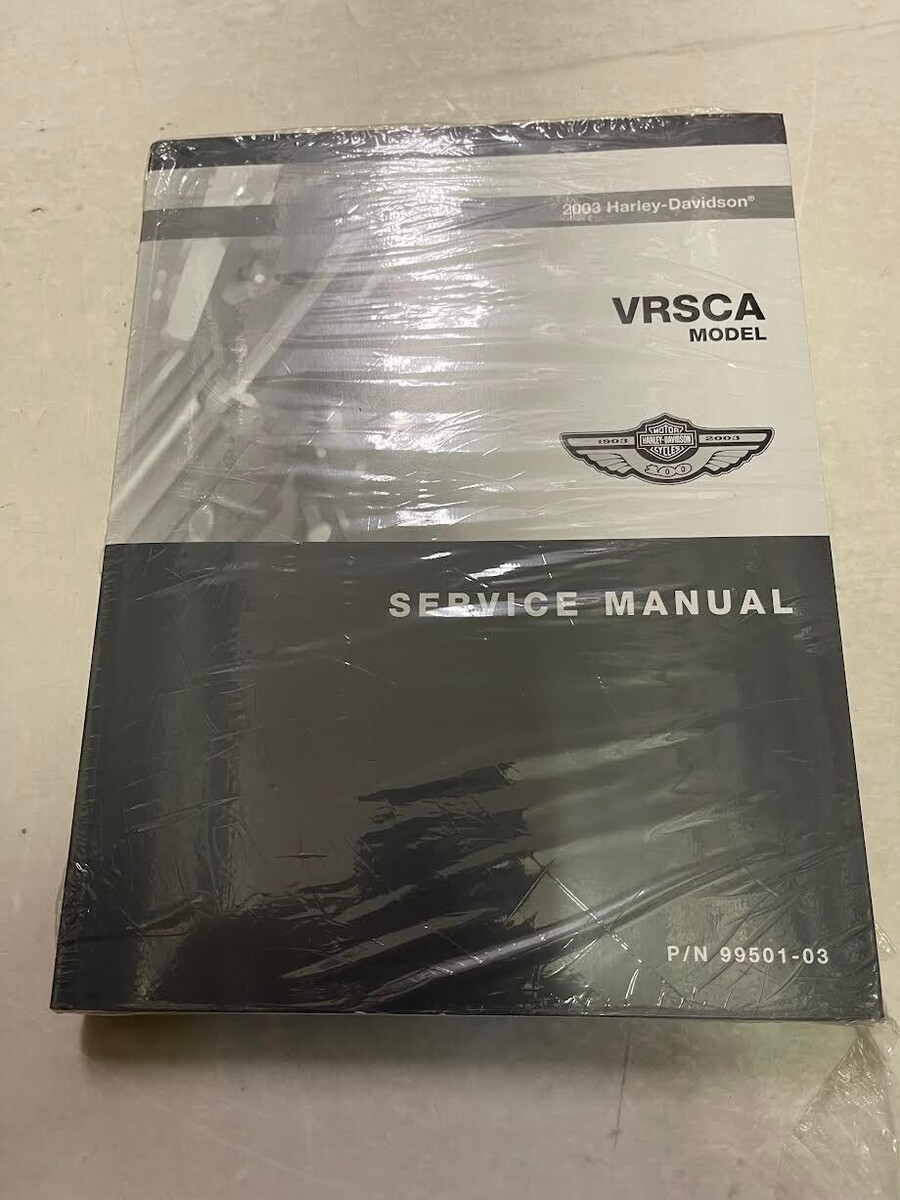 2003 Harley-Davidson®
VRSCA
MODEL
MOTOR
1903 HARLEY-DAVIDSON 2003
CYCLES
100
SERVICE MANUAL
P/N 99501-03